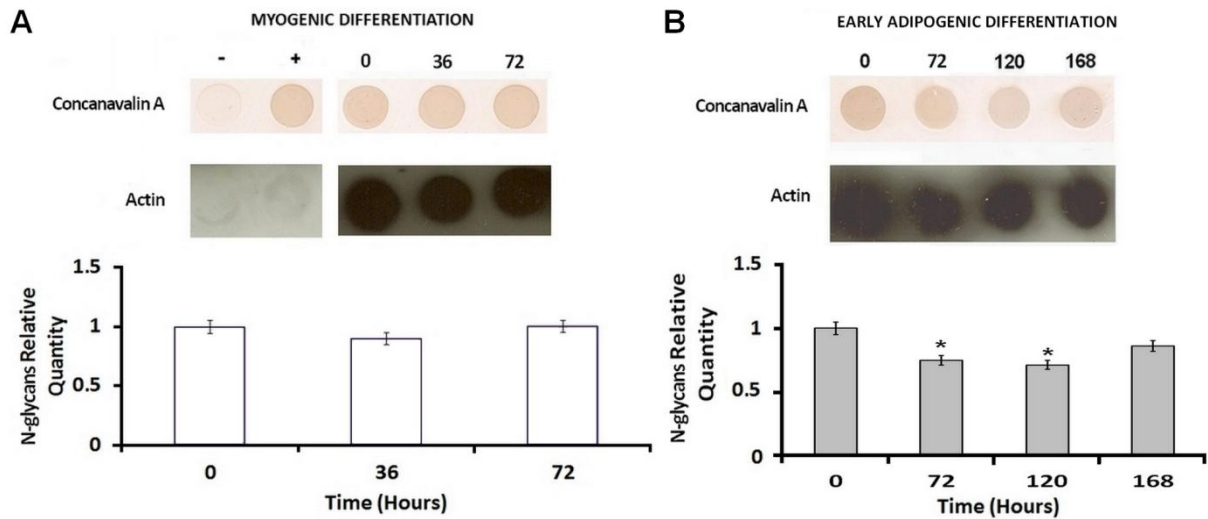 A
MYOGENIC DIFFERENTIATION
- + 0 36 72
Concanavalin A
Actin
N-glycans Relative
Quantity
1.5
1
0.5
0
0 36 72
Time (Hours)
B
EARLY ADIPOGENIC DIFFERENTIATION
0 72 120 168
Concanavalin A
Actin
N-glycans Relative
Quantity
1.5
1
0.5
0
* *
0 72 120 168
Time (Hours)